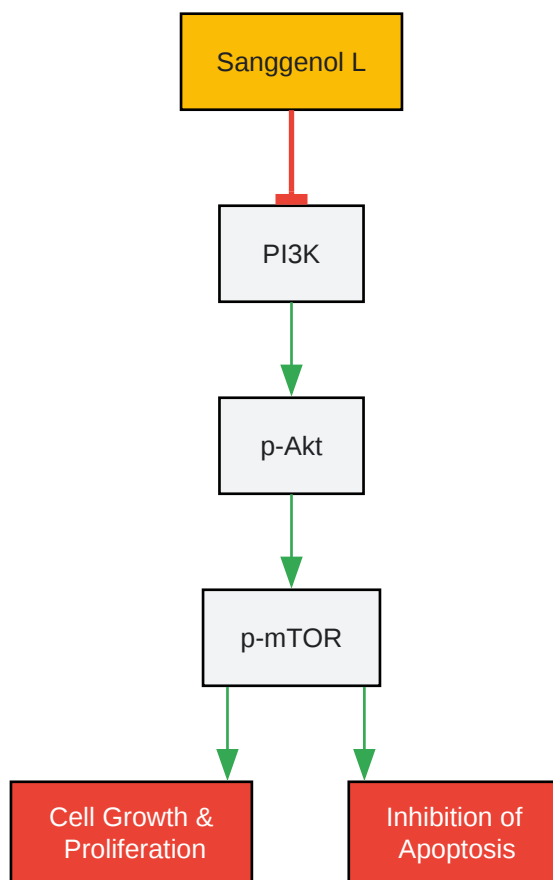 Sanggenol L
PI3K
p-Akt
p-mTOR
Cell Growth &
Proliferation
Inhibition of
Apoptosis